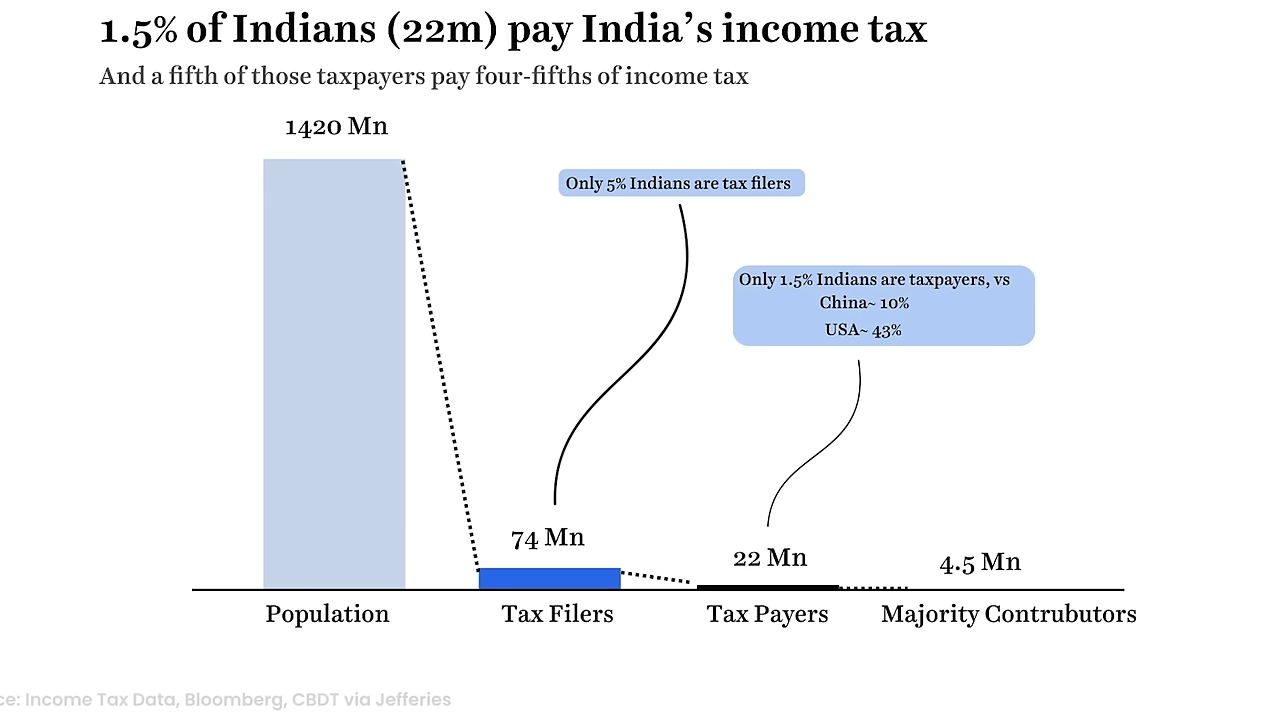 1.5% of Indians (22m) pay India's income tax
And a fifth of those taxpayers pay four-fifths of income tax
1420 Mn
Only 5% Indians are tax filers
Only 1.5% Indians are taxpayers, vs
China~ 10%
USA~ 43%
74 Mn
22 Mn
4.5 Mn
Population
Tax Filers
Tax Payers
Majority Contrubutors
ce: Income Tax Data, Bloomberg, CBDT via Jefferies